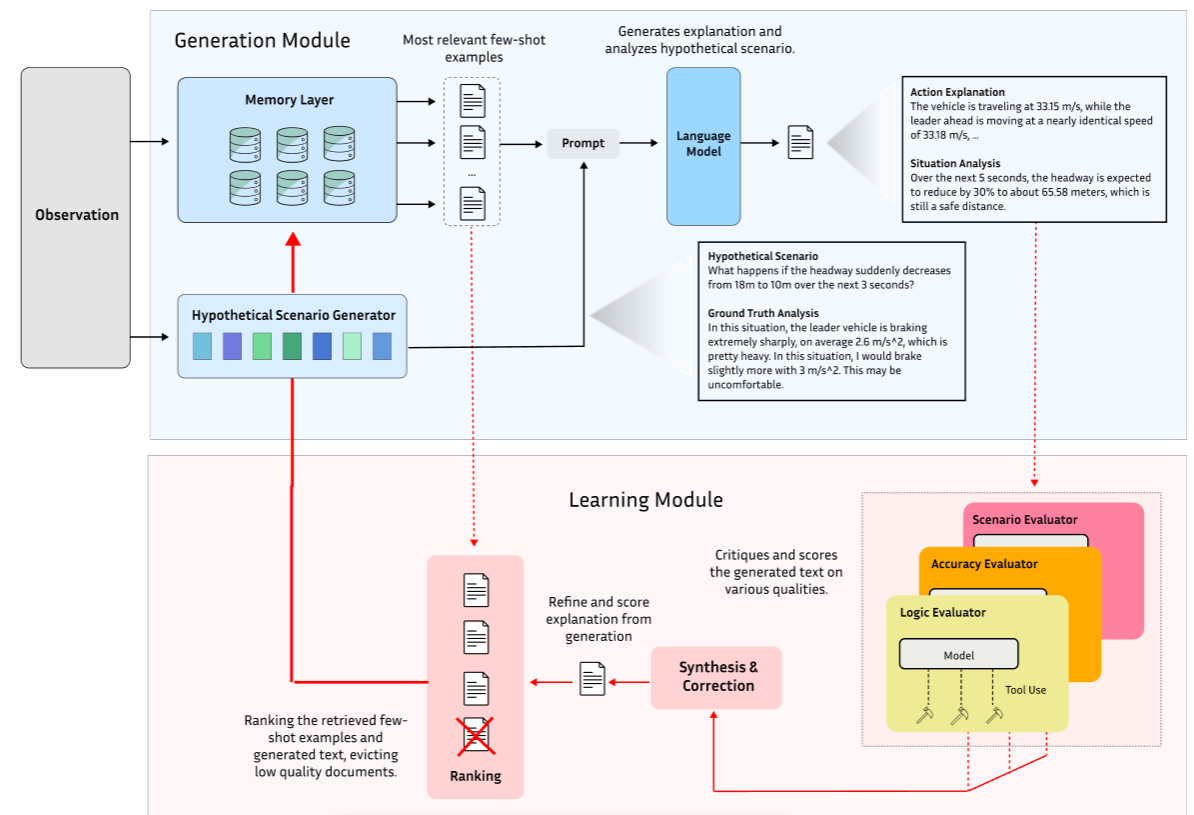 Generation Module
Most relevant few-shot
examples
Generates explanation and
analyzes hypothetical scenario.
Observation
Memory Layer
...
Prompt
Language
Model
Action Explanation
The vehicle is traveling at 33.15 m/s, while the
leader ahead is moving at a nearly identical speed
of 33.18 m/s, ...
Situation Analysis
Over the next 5 seconds, the headway is expected
to reduce by 30% to about 65.58 meters, which is
still a safe distance.
Hypothetical Scenario Generator
Hypothetical Scenario
What happens if the headway suddenly decreases
from 18m to 10m over the next 3 seconds?
Ground Truth Analysis
In this situation, the leader vehicle is braking
extremely sharply, on average 2.6 m/s^2, which is
pretty heavy. In this situation, I would brake
slightly more with 3 m/s^2. This may be
uncomfortable.
Learning Module
Scenario Evaluator
Accuracy Evaluator
Logic Evaluator
Model
Tool Use
Critiques and scores
the generated text on
various qualities.
Synthesis &
Correction
Refine and score
explanation from
generation
Ranking
Ranking the retrieved few-
shot examples and
generated text, evicting
low quality documents.